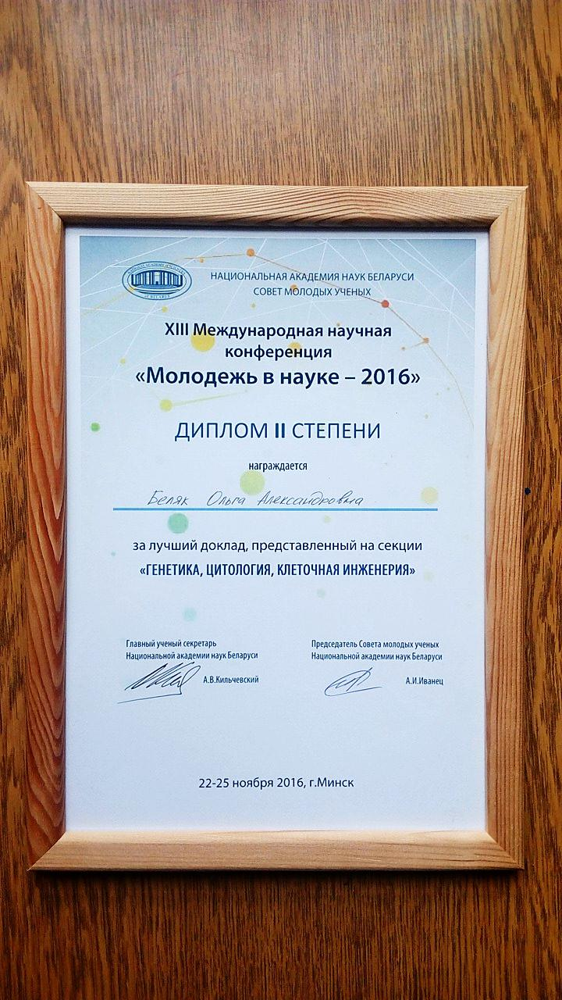 НАЦИОНАЛЬНАЯ АКАДЕМИЯ НАУК БЕЛАРУСИ
СОВЕТ МОЛОДЫХ УЧЕНЫХ
XIII Международная научная
конференция
«Молодежь в науке – 2016»
ДИПЛОМ II СТЕПЕНИ
награждается
Беляк Ольга Александровна
за лучший доклад, представленный на секции
«ГЕНЕТИКА, ЦИТОЛОГИЯ, КЛЕТОЧНАЯ ИНЖЕНЕРИЯ»
Главный ученый секретарь
Национальной академии наук Беларуси
А.В.Кильчевский
Председатель Совета молодых ученых
Национальной академии наук Беларуси
А.И.Иванец
22-25 ноября 2016, г.Минск